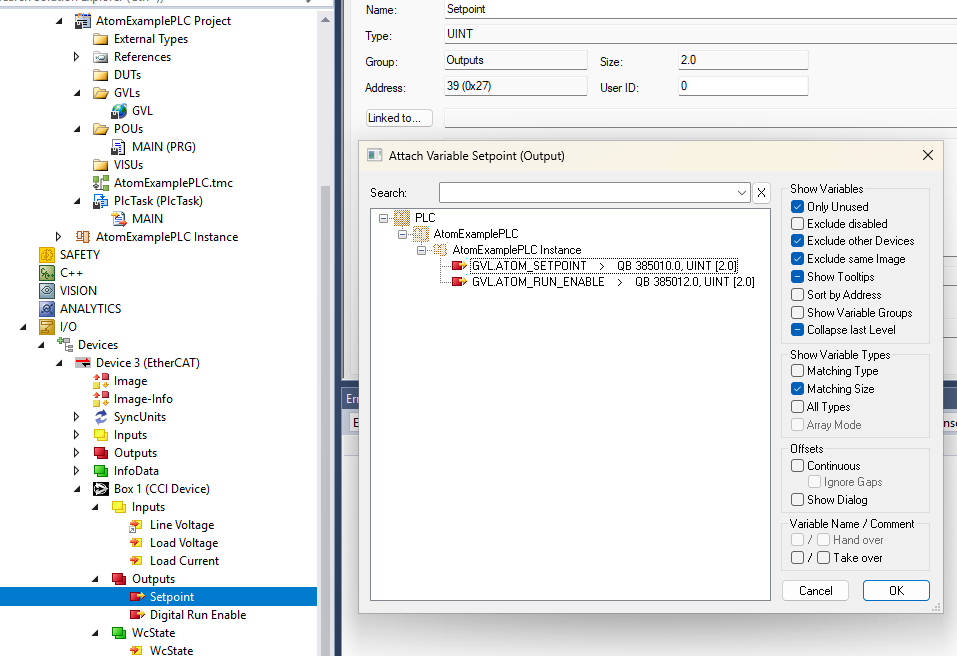 AtomExamplePLC Project
External Types
References
DUTs
GVLs
GVL
POUs
MAIN (PRG)
VISUs
AtomExamplePLC.tmc
PlcTask (PlcTask)
MAIN
AtomExamplePLC Instance
SAFETY
C++
VISION
ANALYTICS
I/O
Devices
Device 3 (EtherCAT)
Image
Image-Info
SyncUnits
Inputs
Outputs
InfoData
Box 1 (CCI Device)
Inputs
Line Voltage
Load Voltage
Load Current
Outputs
Setpoint
Digital Run Enable
WcState
WcState
Name: Setpoint
Type: UINT
Group: Outputs Size: 2.0
Address: 39 (0x27) User ID: 0
Linked to...
Attach Variable Setpoint (Output)
Search: X
PLC
AtomExamplePLC
AtomExamplePLC Instance
GVL.ATOM_SETPOINT > QB 385010.0, UINT [2.0]
GVL.ATOM_RUN_ENABLE > QB 385012.0, UINT [2.0]
Show Variables
Only Unused
Exclude disabled
Exclude other Devices
Exclude same Image
Show Tooltips
Sort by Address
Show Variable Groups
Collapse last Level
Show Variable Types
Matching Type
Matching Size
All Types
Array Mode
Offsets
Continuous
Ignore Gaps
Show Dialog
Variable Name / Comment
/ Hand over
/ Take over
Cancel OK